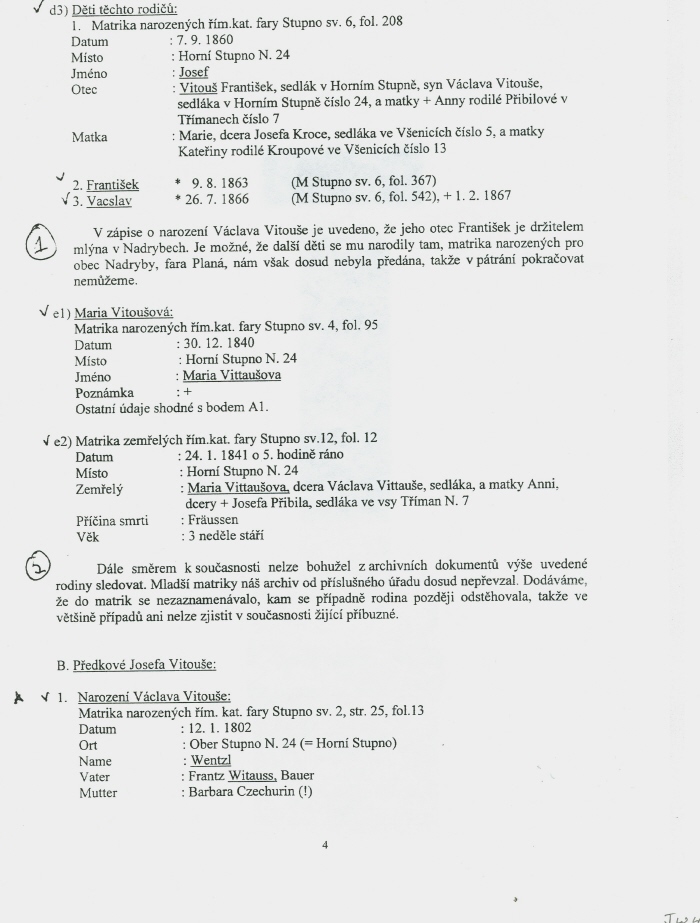 ✓ d3) Děti těchto rodičů:
1. Matrika narozených řím.kat. fary Stupno sv. 6, fol. 208
Datum : 7. 9. 1860
Místo : Horní Stupno N. 24
Jméno : Josef
Otec : Vitouš František, sedlák v Horním Stupně, syn Václava Vitouše,
sedláka v Horním Stupně číslo 24, a matky + Anny rodilé Přibilové v
Třímanech číslo 7
Matka : Marie, dcera Josefa Kroce, sedláka ve Všenicích číslo 5, a matky
Kateřiny rodilé Kroupové ve Všenicích číslo 13
✓ 2. František * 9. 8. 1863 (M Stupno sv. 6, fol. 367)
✓ 3. Vacslav * 26. 7. 1866 (M Stupno sv. 6, fol. 542), + 1. 2. 1867
1 V zápise o narození Václava Vitouše je uvedeno, že jeho otec František je držitelem
mlýna v Nadrybech. Je možné, že další děti se mu narodily tam, matrika narozených pro
obec Nadryby, fara Planá, nám však dosud nebyla předána, takže v pátrání pokračovat
nemůžeme.
✓ e1) Maria Vitoušová:
Matrika narozených řím.kat. fary Stupno sv. 4, fol. 95
Datum : 30. 12. 1840
Místo : Horní Stupno N. 24
Jméno : Maria Vittaušova
Poznámka : +
Ostatní údaje shodné s bodem A1.
✓ e2) Matrika zemřelých řím.kat. fary Stupno sv.12, fol. 12
Datum : 24. 1. 1841 o 5. hodině ráno
Místo : Horní Stupno N. 24
Zemřelý : Maria Vittaušova, dcera Václava Vittauše, sedláka, a matky Anni,
dcery + Josefa Přibila, sedláka ve vsy Tříman N. 7
Příčina smrti : Fräussen
Věk : 3 neděle stáří
2 Dále směrem k současnosti nelze bohužel z archivních dokumentů výše uvedené
rodiny sledovat. Mladší matriky náš archiv od příslušného úřadu dosud nepřevzal. Dodáváme,
že do matrik se nezaznamenávalo, kam se případně rodina později odstěhovala, takže ve
většině případů ani nelze zjistit v současnosti žijící příbuzné.
B. Předkové Josefa Vitouše:
✓ 1. Narození Václava Vitouše:
Matrika narozených řím. kat. fary Stupno sv. 2, str. 25, fol.13
Datum : 12. 1. 1802
Ort : Ober Stupno N. 24 (= Horní Stupno)
Name : Wentzl
Vater : Frantz Witauss, Bauer
Mutter : Barbara Czechurin (!)
4